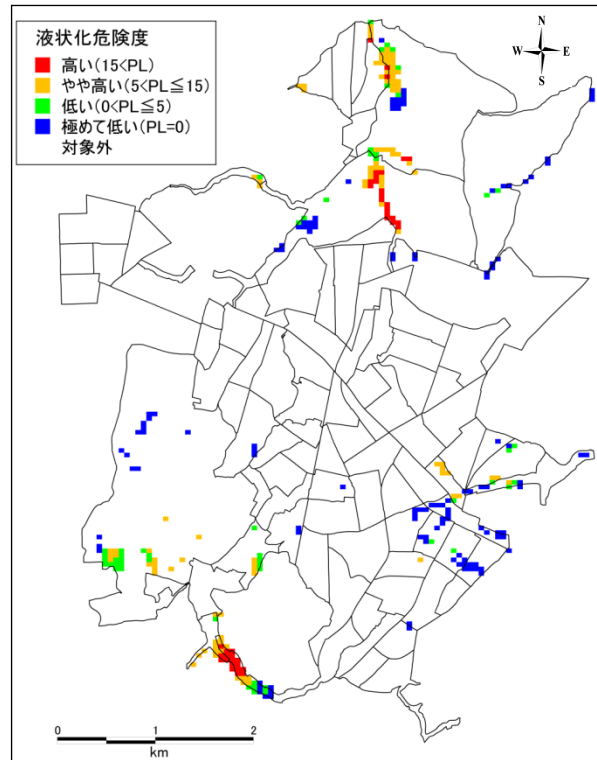 液状化危険度
高い(15<PL)
やや高い(5<PL≦15)
低い(0<PL≦5)
極めて低い(PL=0)
対象外
N
W E
S
0 1 2
km